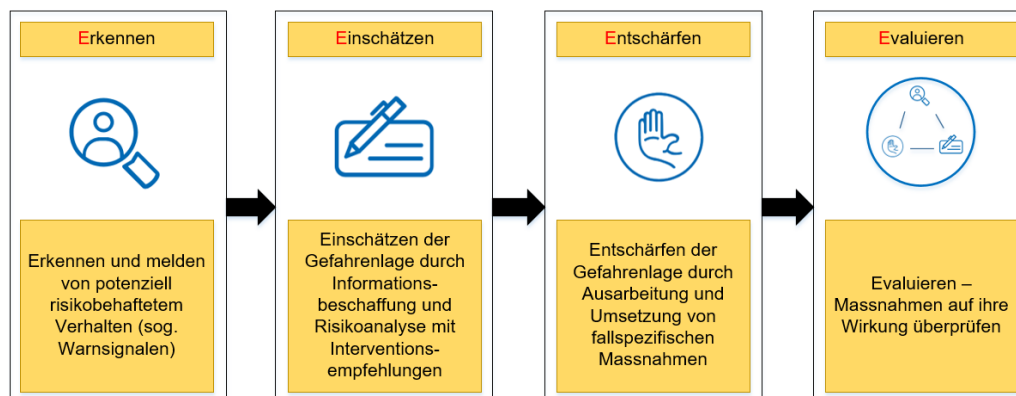 Erkennen
Einschätzen
Entschärfen
Evaluieren
Erkennen und melden
von potenziell
risikobehaftetem
Verhalten (sog.
Warnsignalen)
Einschätzen der
Gefahrenlage durch
Informations-
beschaffung und
Risikoanalyse mit
Interventions-
empfehlungen
Entschärfen der
Gefahrenlage durch
Ausarbeitung und
Umsetzung von
fallspezifischen
Massnahmen
Evaluieren –
Massnahmen auf ihre
Wirkung überprüfen